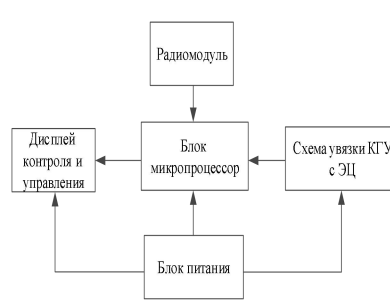 Радиомодуль
Дисплей
контроля и
управления
Блок
микропроцессор
Схема увязки КГУ
с ЭЦ
Блок питания